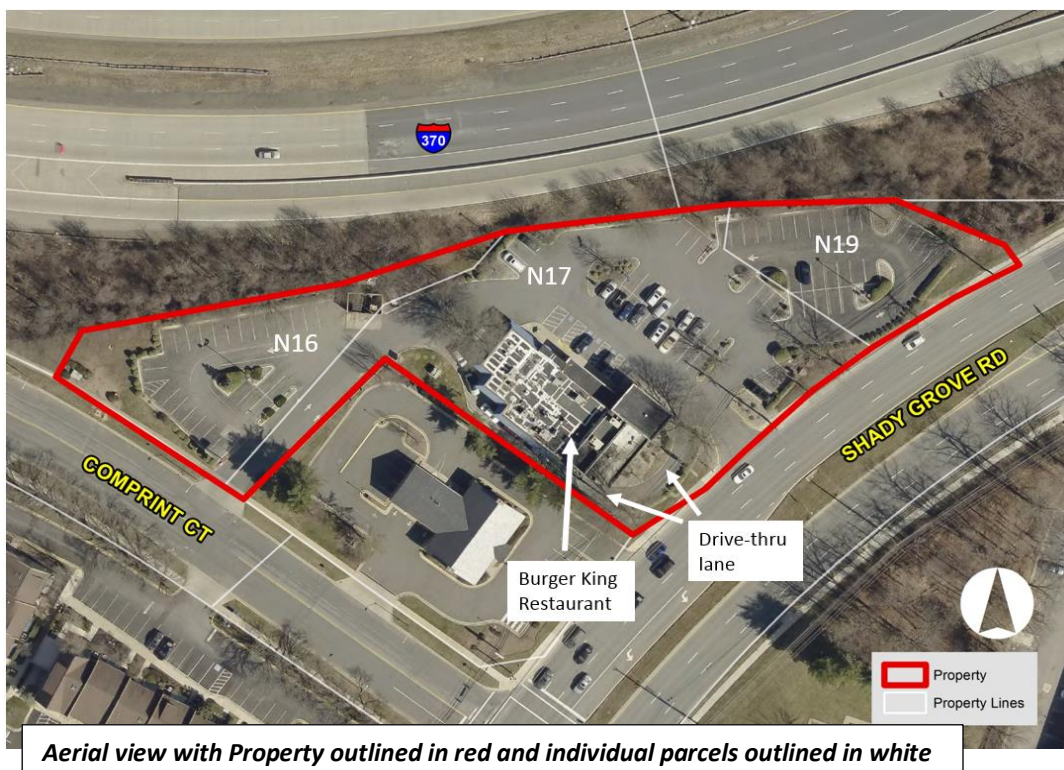 370
N19
N17
N16
SHADY GROVE RD
COMPRINT CT
Drive-thru
lane
Burger King
Restaurant
Property
Property Lines
Aerial view with Property outlined in red and individual parcels outlined in white